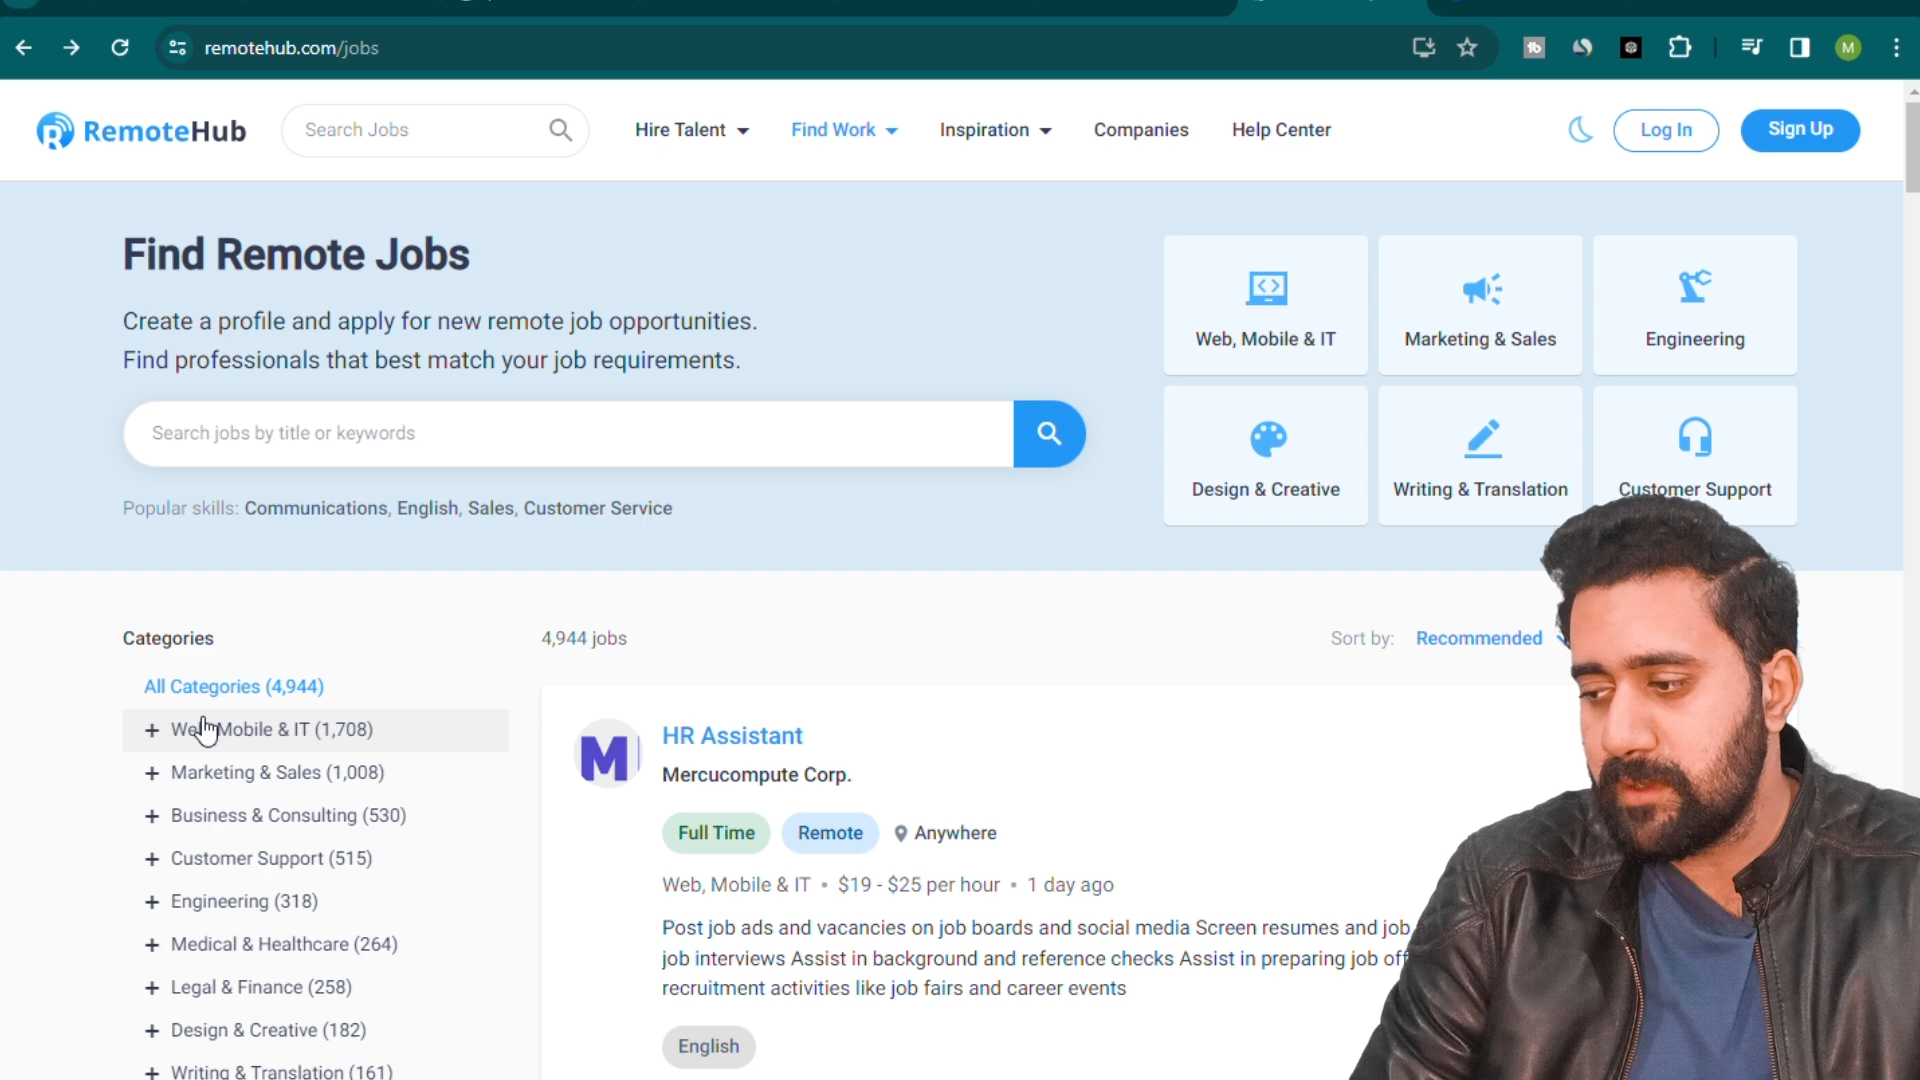 remotehub.com/jobs
M
RemoteHub
Search Jobs
Hire Talent
Find Work
Inspiration
Companies
Help Center
Log In
Sign Up
Find Remote Jobs
Create a profile and apply for new remote job opportunities.
Find professionals that best match your job requirements.
Search jobs by title or keywords
Popular skills: Communications, English, Sales, Customer Service
Web, Mobile & IT
Marketing & Sales
Engineering
Design & Creative
Writing & Translation
Customer Support
Categories
All Categories (4,944)
Web, Mobile & IT (1,708)
Marketing & Sales (1,008)
Business & Consulting (530)
Customer Support (515)
Engineering (318)
Medical & Healthcare (264)
Legal & Finance (258)
Design & Creative (182)
Writing & Translation (161)
4,944 jobs
Sort by: Recommended
M
HR Assistant
Mercucompute Corp.
Full Time
Remote
Anywhere
Web, Mobile & IT • $19 - $25 per hour • 1 day ago
Post job ads and vacancies on job boards and social media Screen resumes and job
job interviews Assist in background and reference checks Assist in preparing job
recruitment activities like job fairs and career events
English